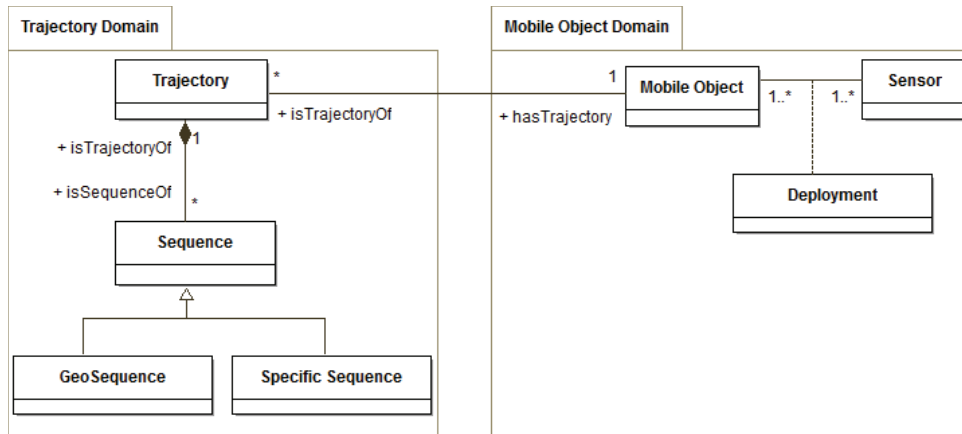 Trajectory Domain
Mobile Object Domain
Trajectory
*
1
Mobile Object
Sensor
+ isTrajectoryOf
+ hasTrajectory
1..*
1..*
1
+ isTrajectoryOf
+ isSequenceOf
*
Deployment
Sequence
GeoSequence
Specific Sequence